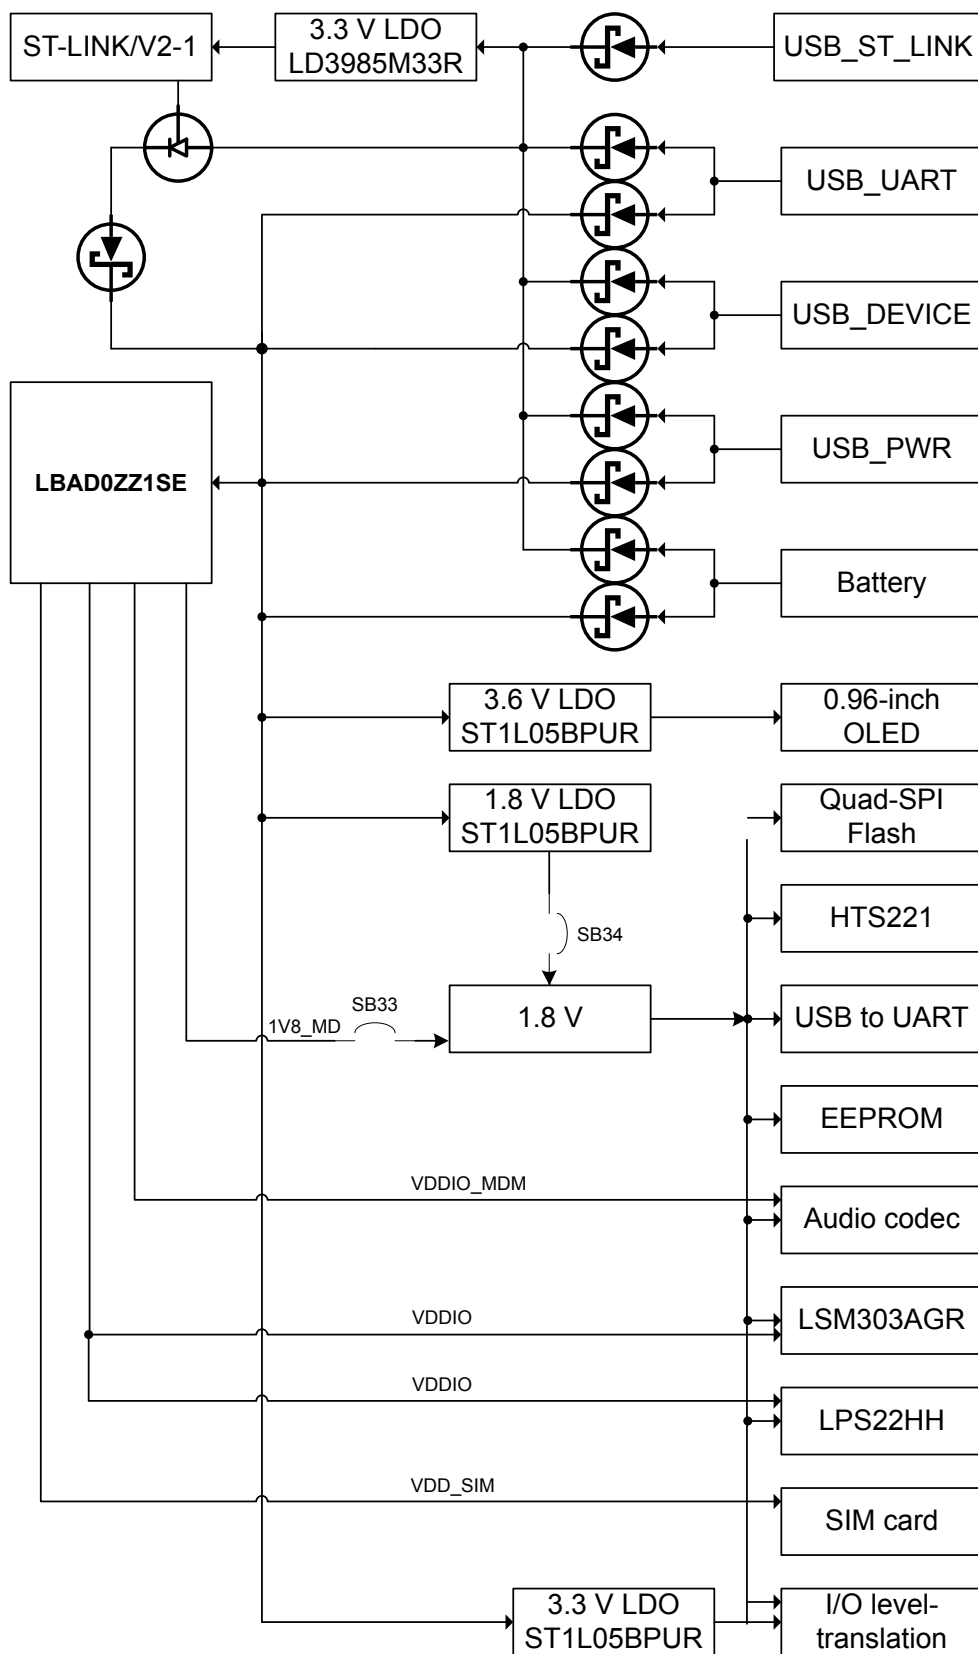 ST-LINK/V2-1
3.3 V LDO
LD3985M33R
USB_ST_LINK
USB_UART
USB_DEVICE
LBAD0ZZ1SE
USB_PWR
Battery
3.6 V LDO
ST1L05BPUR
0.96-inch
OLED
1.8 V LDO
ST1L05BPUR
Quad-SPI
Flash
HTS221
SB34
SB33
1V8_MD
1.8 V
USB to UART
EEPROM
VDDIO_MDM
Audio codec
VDDIO
LSM303AGR
VDDIO
LPS22HH
VDD_SIM
SIM card
3.3 V LDO
ST1L05BPUR
I/O level-
translation